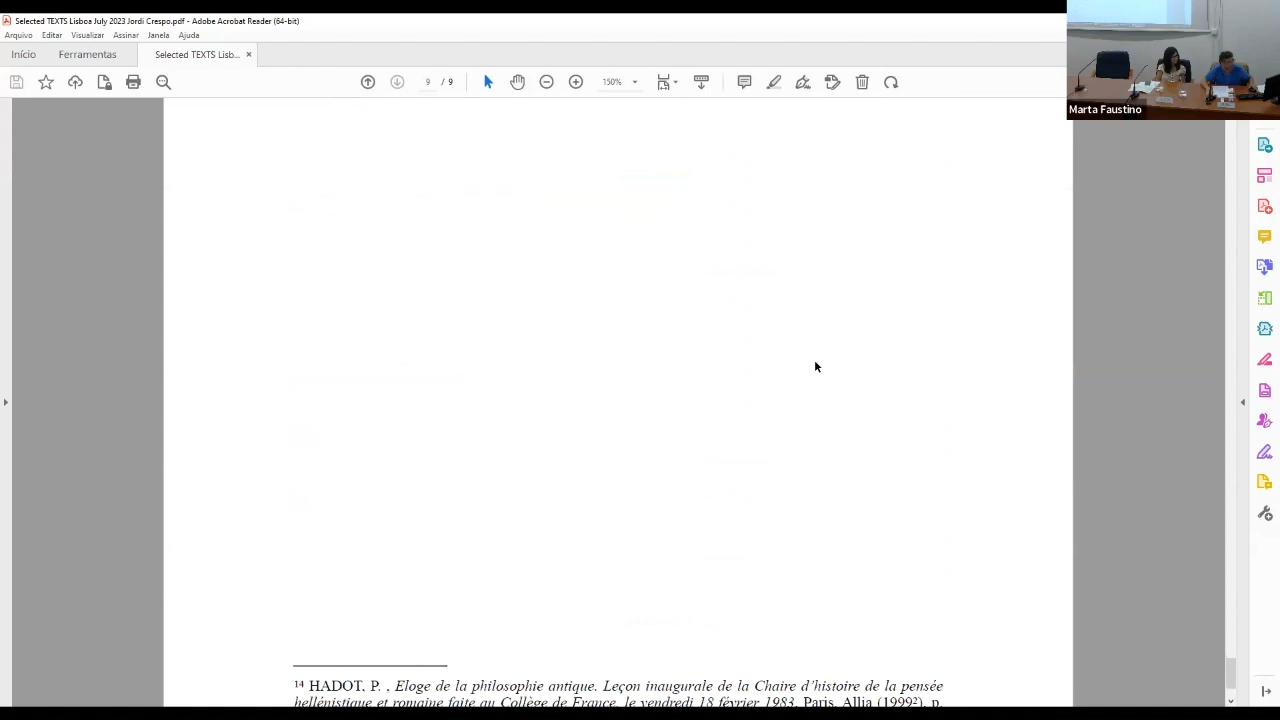 Selected TEXTS Lisboa July 2023 Jordi Crespo.pdf - Adobe Acrobat Reader (64-bit)
Arquivo Editar Visualizar Assinar Janela Ajuda
Início Ferramentas Selected TEXTS Lisb... ×
9 / 9 150%
Marta Faustino
14 HADOT, P. , Eloge de la philosophie antique. Leçon inaugurale de la Chaire d'histoire de la pensée
hellénistique et romaine faite au Collège de France, le vendredi 18 février 1983, Paris, Allia (1999²), p.